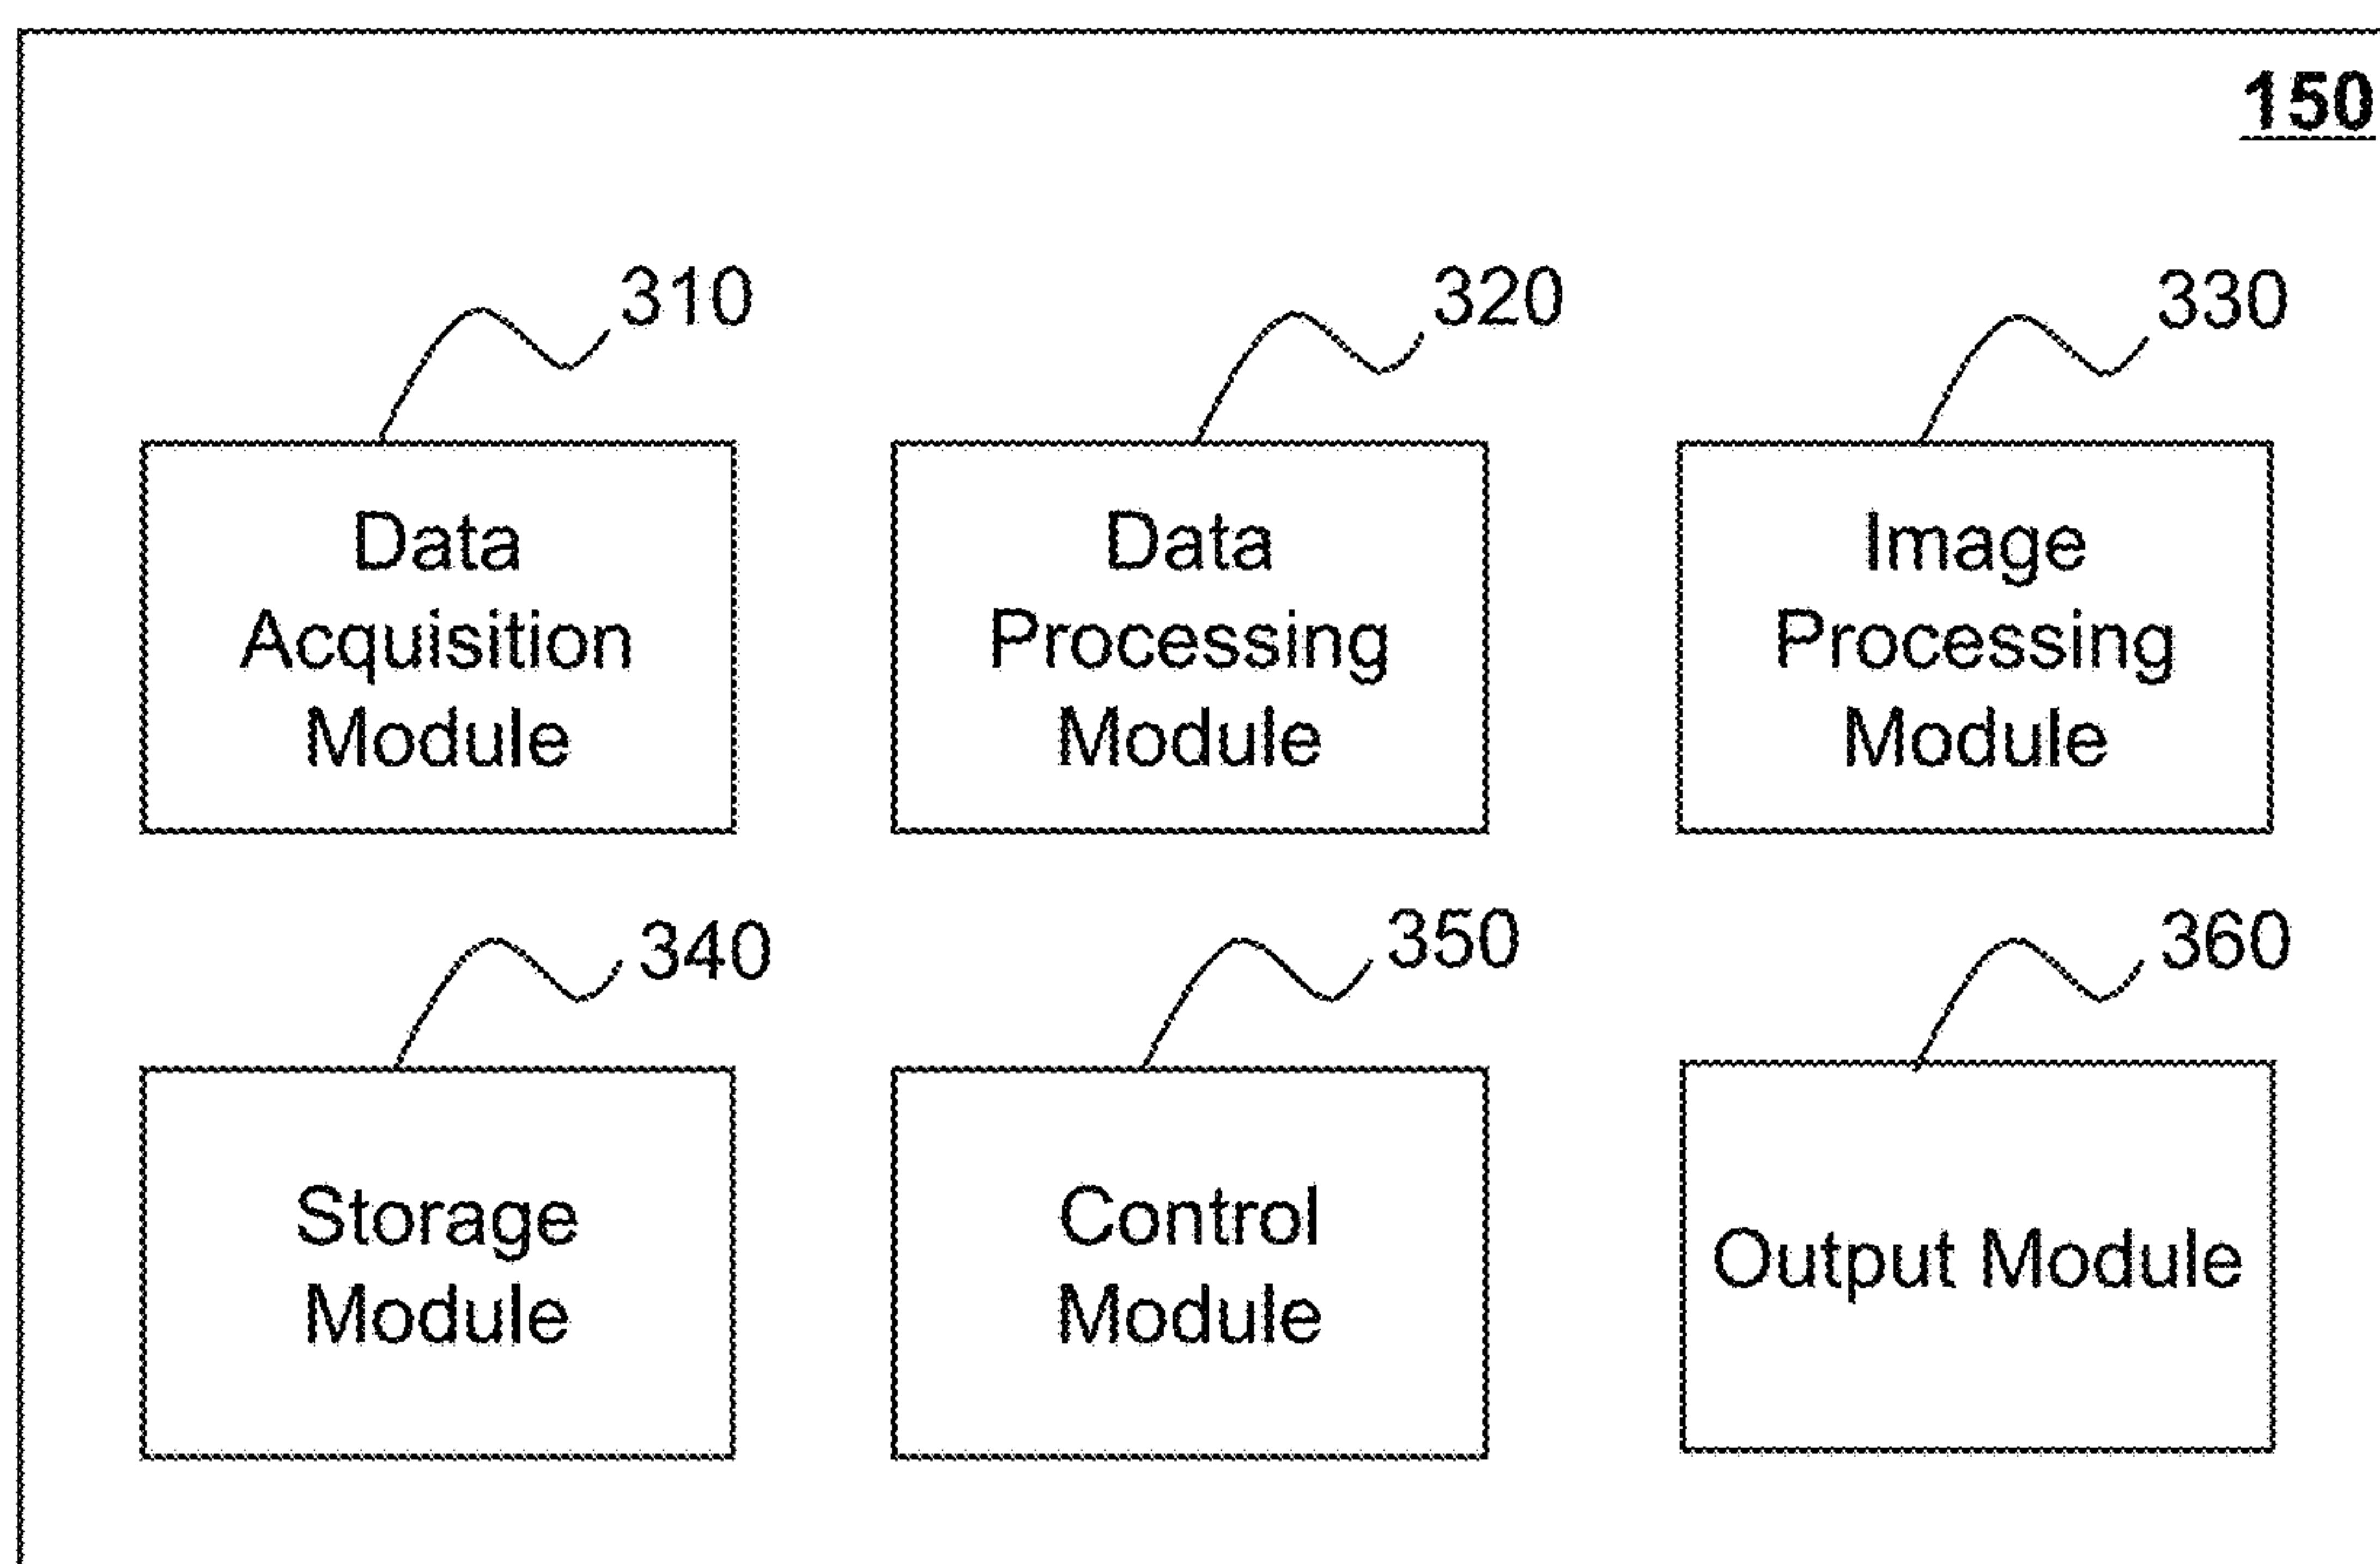 150
310
320
330
Data
Acquisition
Module
Data
Processing
Module
Image
Processing
Module
340
350
360
Storage
Module
Control
Module
Output Module